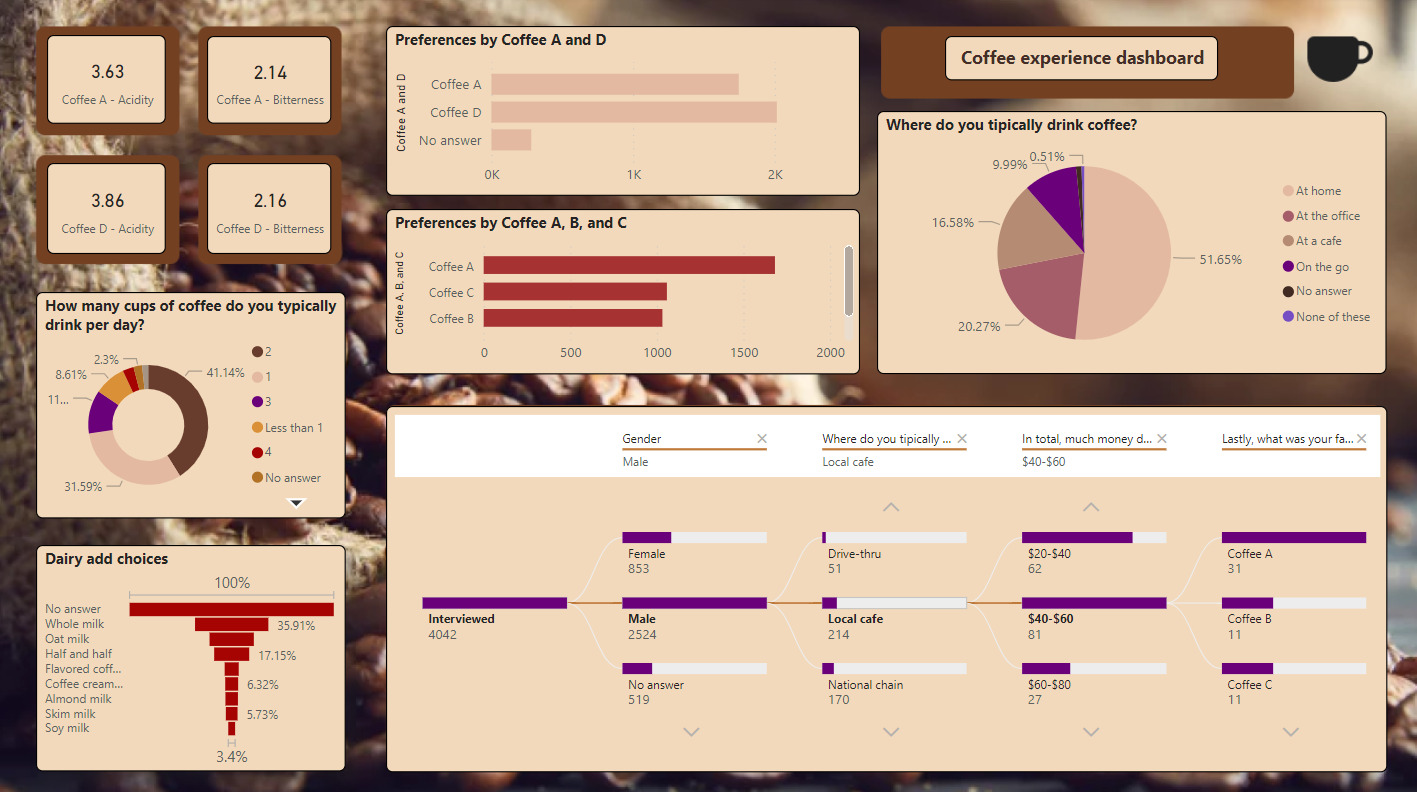 3.63
Coffee A - Acidity
2.14
Coffee A - Bitterness
3.86
Coffee D - Acidity
2.16
Coffee D - Bitterness
How many cups of coffee do you typically
drink per day?
2.3%
8.61%
11...
31.59%
41.14%
2
1
3
Less than 1
4
No answer
Dairy add choices
100%
No answer
Whole milk
35.91%
Oat milk
Half and half
17.15%
Flavored coff...
Coffee cream...
6.32%
Almond milk
Skim milk
5.73%
Soy milk
3.4%
Preferences by Coffee A and D
Coffee A and D
Coffee A
Coffee D
No answer
0K
1K
2K
Preferences by Coffee A, B, and C
Coffee A, B, and C
Coffee A
Coffee C
Coffee B
0
500
1000
1500
2000
Coffee experience dashboard
Where do you tipically drink coffee?
0.51%
9.99%
16.58%
20.27%
51.65%
At home
At the office
At a cafe
On the go
No answer
None of these
Gender
Male
Where do you tipically ...
Local cafe
In total, much money d...
$40-$60
Lastly, what was your fa...
Interviewed
4042
Female
853
Male
2524
No answer
519
Drive-thru
51
Local cafe
214
National chain
170
$20-$40
62
$40-$60
81
$60-$80
27
Coffee A
31
Coffee B
11
Coffee C
11